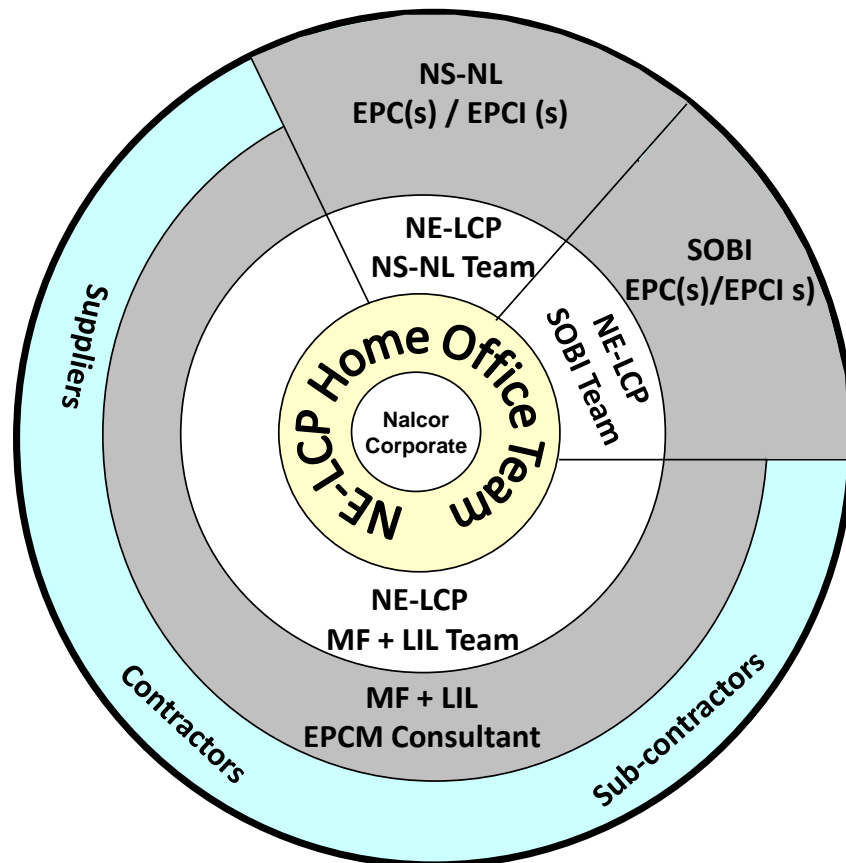 NS-NL
EPC(s) / EPCI (s)
SOBI
EPC(s)/EPCI s)
NE-LCP
NS-NL Team
NE-LCP
SOBI Team
NE-LCP Home Office Team
Nalcor
Corporate
NE-LCP
MF + LIL Team
MF + LIL
EPCM Consultant
Suppliers
Contractors
Sub-contractors